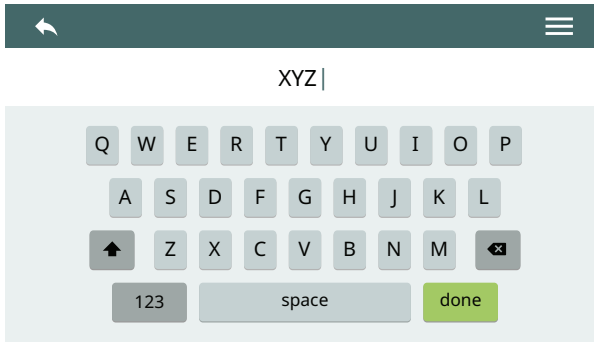 XYZ
Q W E R T Y U I O P
A S D F G H J K L
Z X C V B N M
123 space done